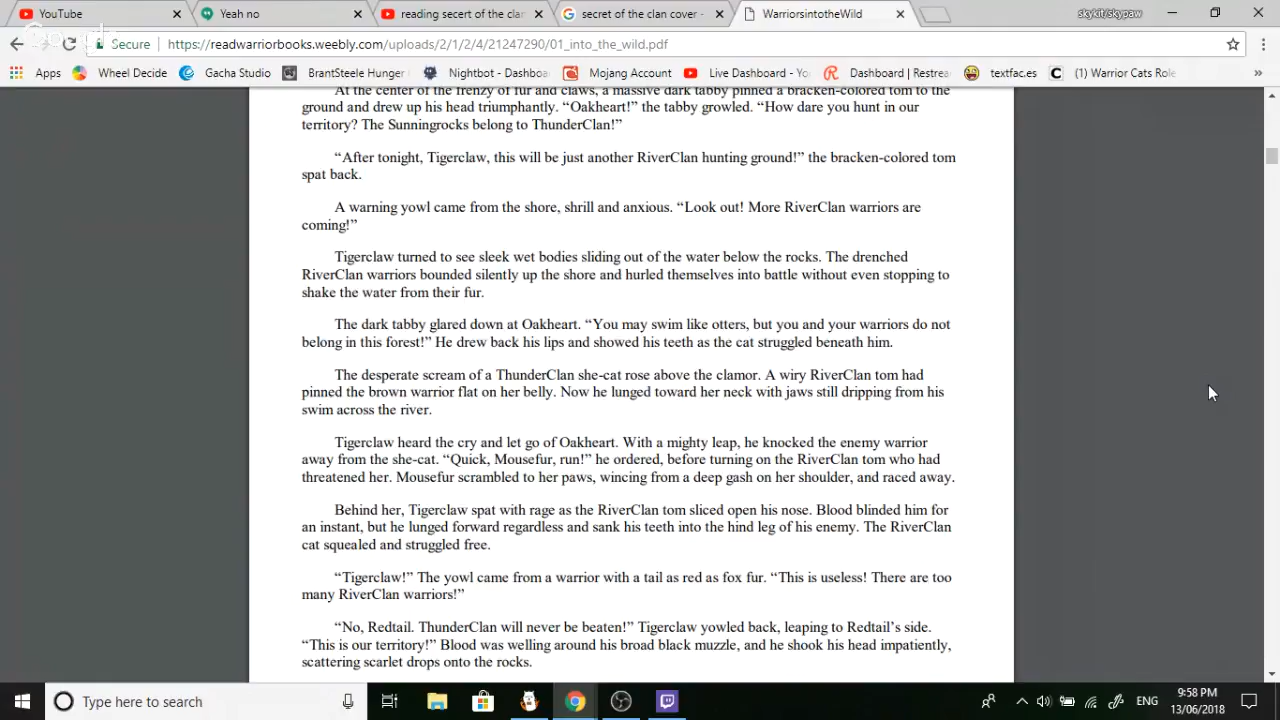 YouTube
Yeah no
reading secert of the clar
secret of the clan cover -
WarriorsintotheWild
skykit/skypaw
Secure
https://readwarriorbooks.weebly.com/uploads/2/1/2/4/21247290/01_into_the_wild.pdf
Apps
Wheel Decide
Gacha Studio
BrantSteele Hunger
Nightbot - Dashboa
Mojang Account
Live Dashboard - Yo
Dashboard | Restrea
textfac.es
(1) Warrior Cats Role
»
At the center of the frenzy of fur and claws, a massive dark tabby pinned a bracken-colored tom to the
ground and drew up his head triumphantly. “Oakheart!” the tabby growled. “How dare you hunt in our
territory? The Sunningrocks belong to ThunderClan!”
“After tonight, Tigerclaw, this will be just another RiverClan hunting ground!” the bracken-colored tom
spat back.
A warning yowl came from the shore, shrill and anxious. “Look out! More RiverClan warriors are
coming!”
Tigerclaw turned to see sleek wet bodies sliding out of the water below the rocks. The drenched
RiverClan warriors bounded silently up the shore and hurled themselves into battle without even stopping to
shake the water from their fur.
The dark tabby glared down at Oakheart. “You may swim like otters, but you and your warriors do not
belong in this forest!” He drew back his lips and showed his teeth as the cat struggled beneath him.
The desperate scream of a ThunderClan she-cat rose above the clamor. A wiry RiverClan tom had
pinned the brown warrior flat on her belly. Now he lunged toward her neck with jaws still dripping from his
swim across the river.
Tigerclaw heard the cry and let go of Oakheart. With a mighty leap, he knocked the enemy warrior
away from the she-cat. “Quick, Mousefur, run!” he ordered, before turning on the RiverClan tom who had
threatened her. Mousefur scrambled to her paws, wincing from a deep gash on her shoulder, and raced away.
Behind her, Tigerclaw spat with rage as the RiverClan tom sliced open his nose. Blood blinded him for
an instant, but he lunged forward regardless and sank his teeth into the hind leg of his enemy. The RiverClan
cat squealed and struggled free.
“Tigerclaw!” The yowl came from a warrior with a tail as red as fox fur. “This is useless! There are too
many RiverClan warriors!”
“No, Redtail. ThunderClan will never be beaten!” Tigerclaw yowled back, leaping to Redtail’s side.
“This is our territory!” Blood was welling around his broad black muzzle, and he shook his head impatiently,
scattering scarlet drops onto the rocks.
Type here to search
ENG
9:58 PM
13/06/2018